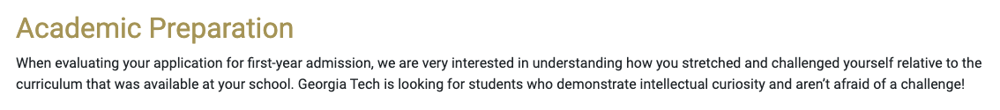 Academic Preparation
When evaluating your application for first-year admission, we are very interested in understanding how you stretched and challenged yourself relative to the
curriculum that was available at your school. Georgia Tech is looking for students who demonstrate intellectual curiosity and aren’t afraid of a challenge!